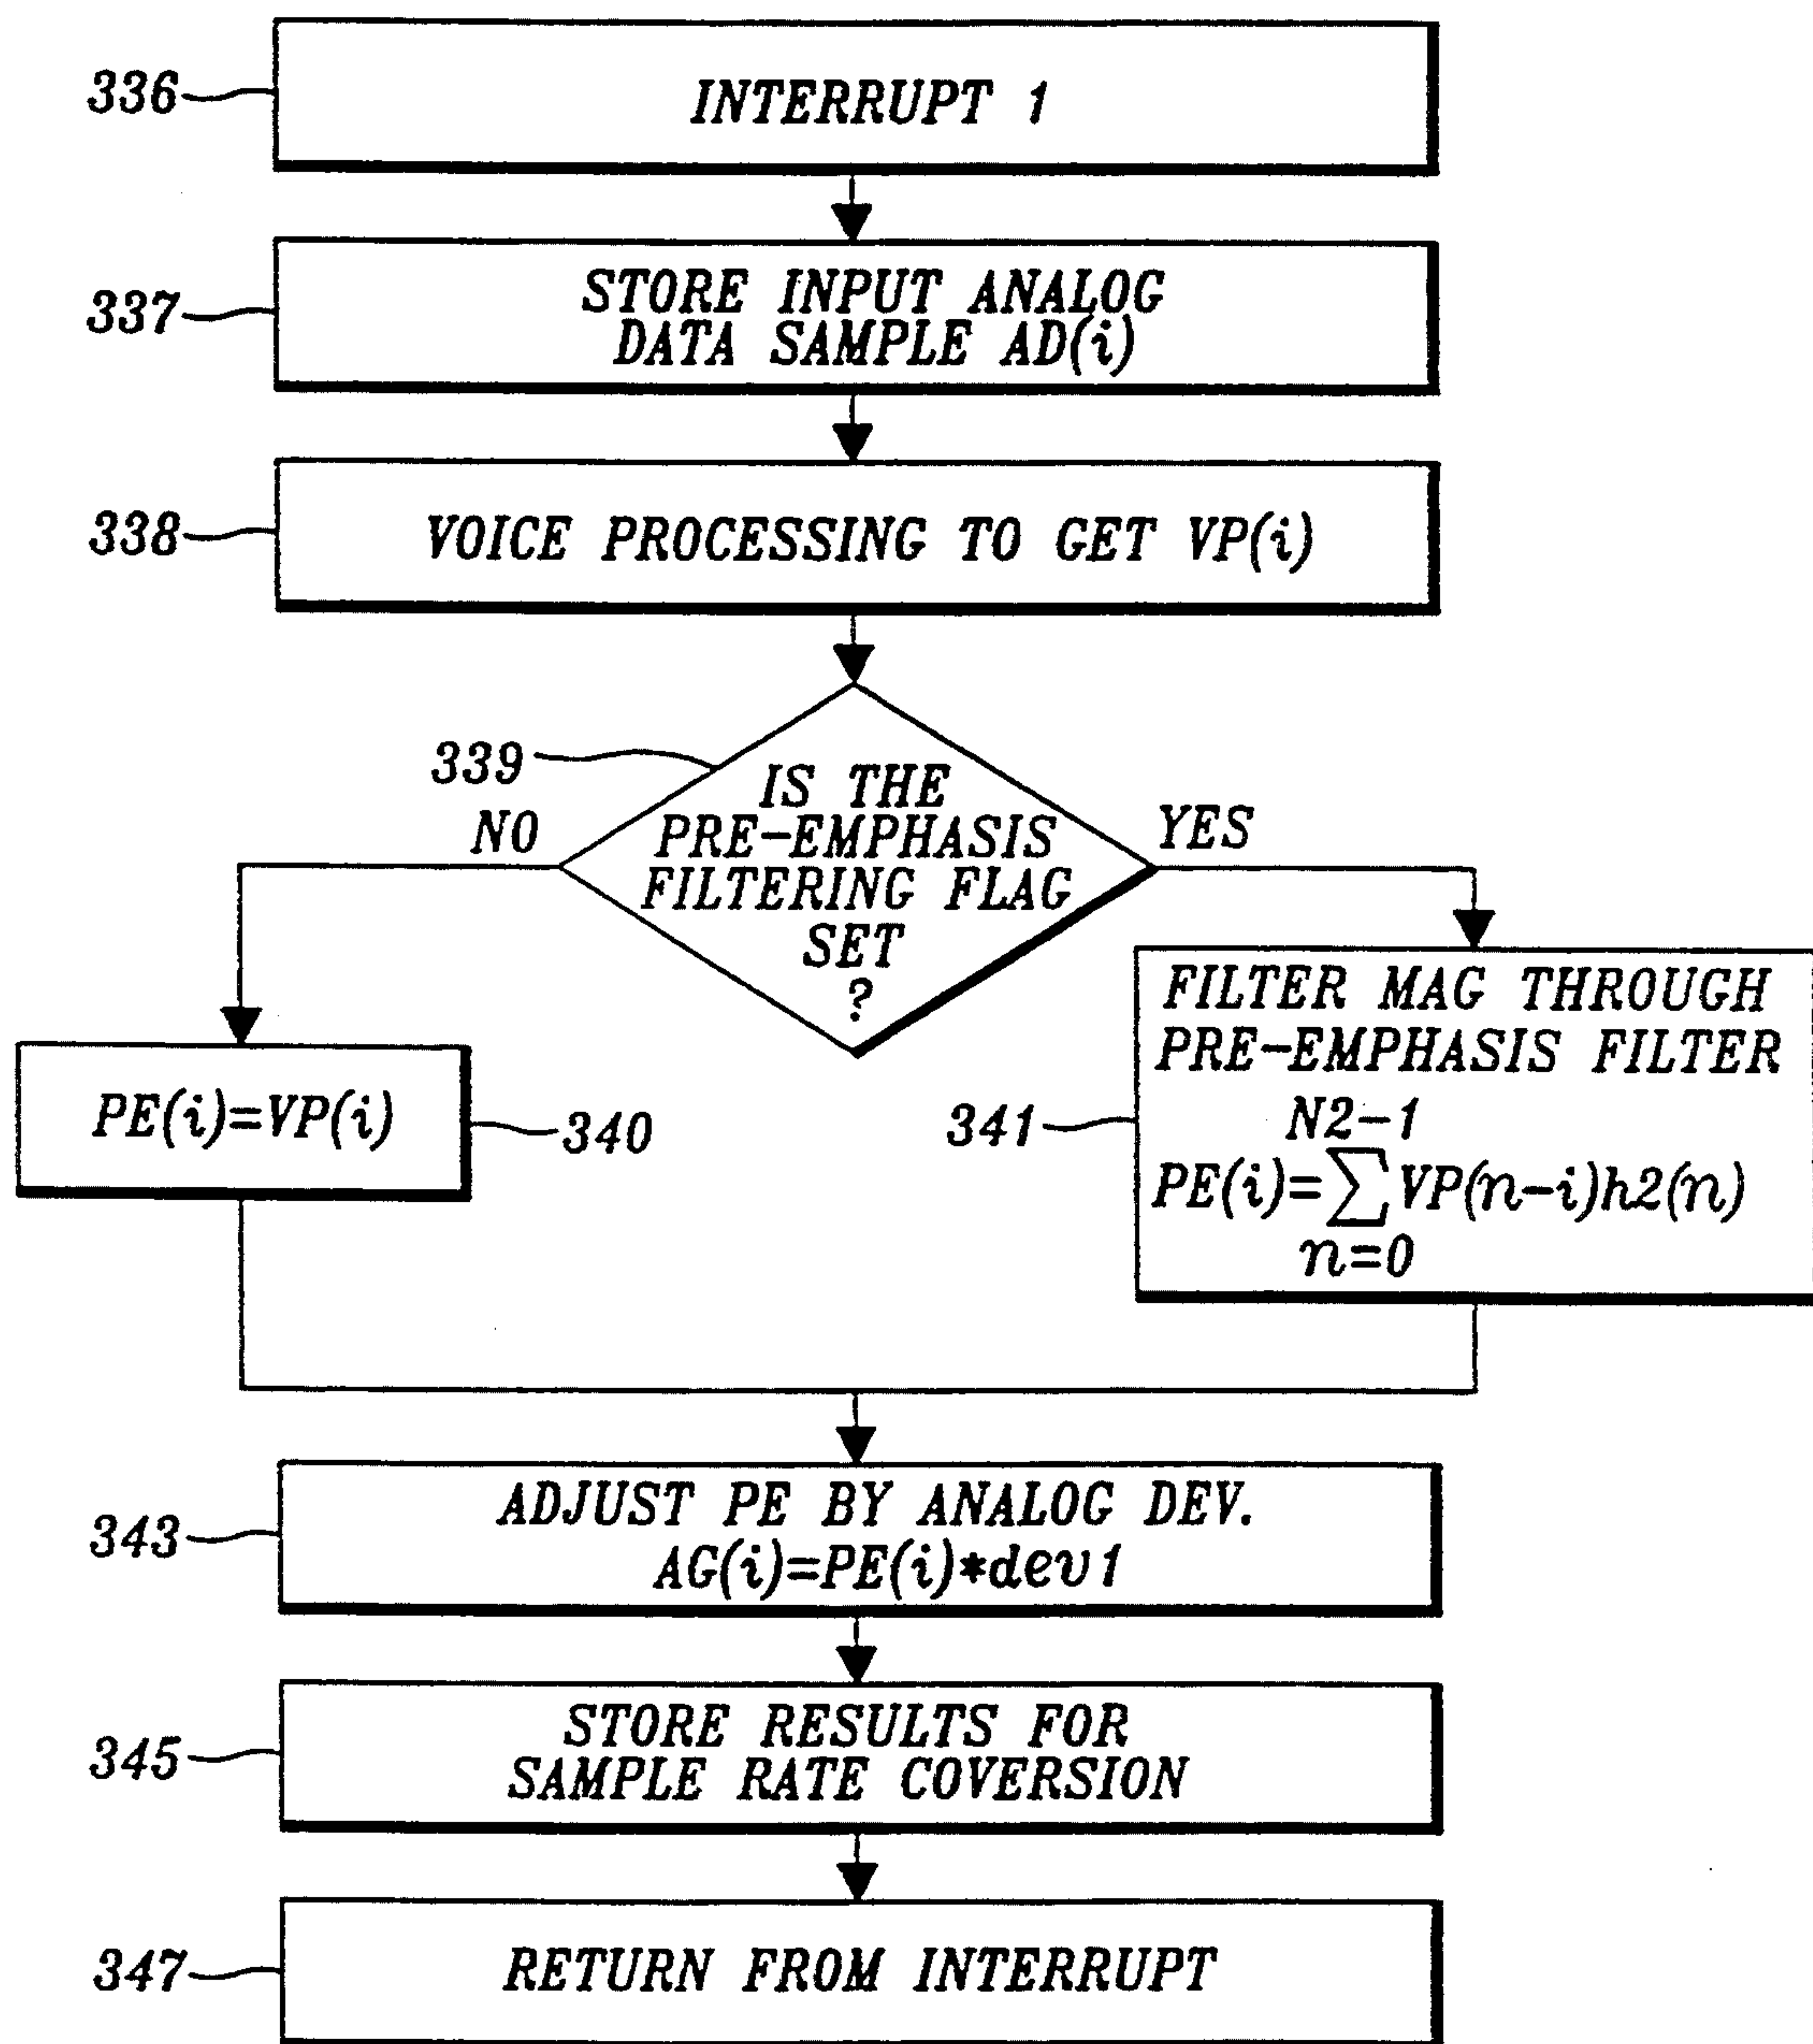 336
INTERRUPT 1
337
STORE INPUT ANALOG
DATA SAMPLE AD(i)
338
VOICE PROCESSING TO GET VP(i)
339
IS THE
PRE-EMPHASIS
FILTERING FLAG
SET
?
NO
YES
PE(i)=VP(i)
340
341
FILTER MAG THROUGH
PRE-EMPHASIS FILTER
N2-1
PE(i)=∑VP(n-i)h2(n)
n=0
343
ADJUST PE BY ANALOG DEV.
AG(i)=PE(i)*dev1
345
STORE RESULTS FOR
SAMPLE RATE COVERSION
347
RETURN FROM INTERRUPT